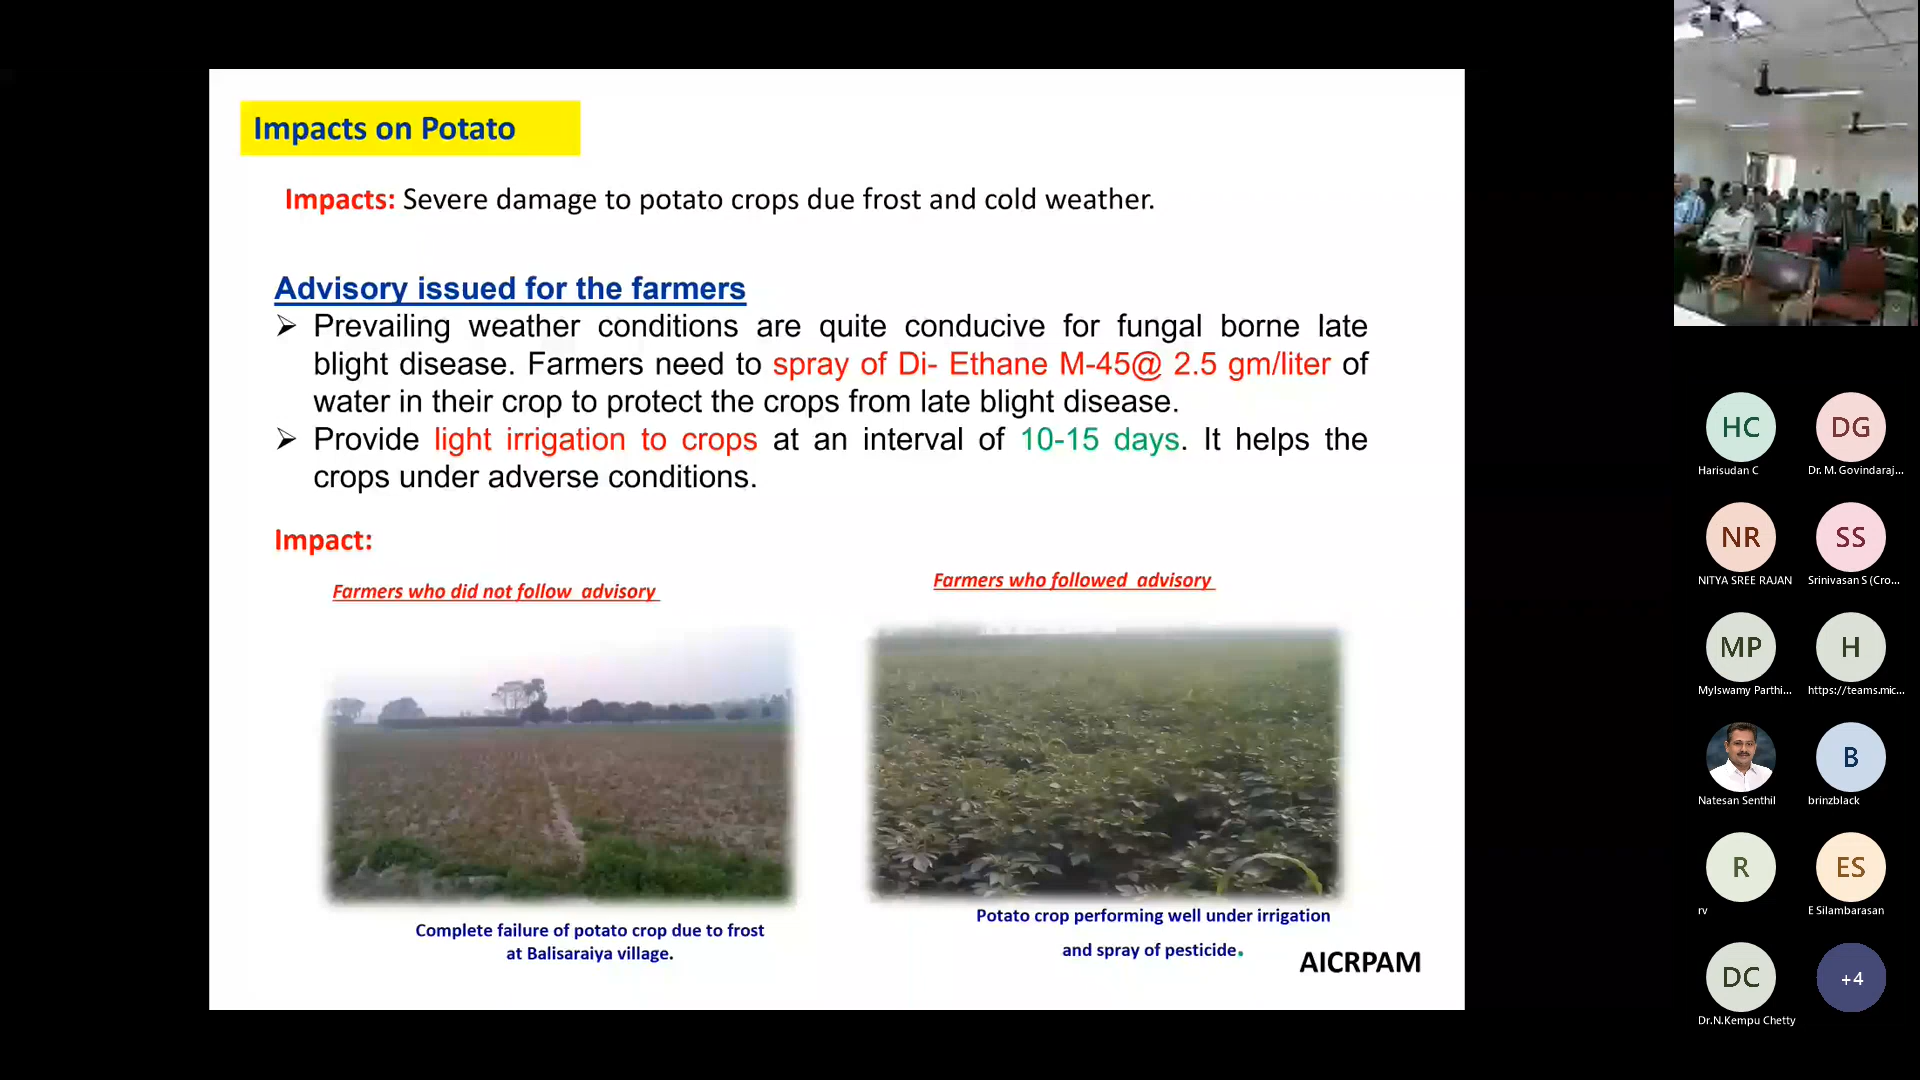 Impacts on Potato
Impacts: Severe damage to potato crops due frost and cold weather.
Advisory issued for the farmers
➢ Prevailing weather conditions are quite conducive for fungal borne late
blight disease. Farmers need to spray of Di- Ethane M-45@ 2.5 gm/liter of
water in their crop to protect the crops from late blight disease.
➢ Provide light irrigation to crops at an interval of 10-15 days. It helps the
crops under adverse conditions.
Impact:
Farmers who did not follow advisory
Farmers who followed advisory
Complete failure of potato crop due to frost
at Balisaraiya village.
Potato crop performing well under irrigation
and spray of pesticide.
AICRPAM
HC
Harisudan C
DG
Dr. M. Govindaraj...
NR
NITYA SREE RAJAN
SS
Srinivasan S (Cro...
MP
Mylswamy Parthi...
H
https://teams.mic...
Natesan Senthil
B
brinzblack
R
rv
ES
E Silambarasan
DC
Dr.N.Kempu Chetty
+4